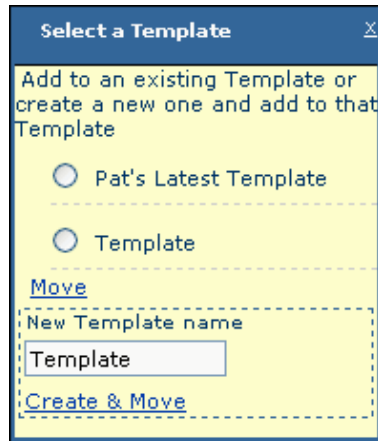 Select a Template x
Add to an existing Template or
create a new one and add to that
Template
Pat's Latest Template
Template
Move
New Template name
Template
Create & Move